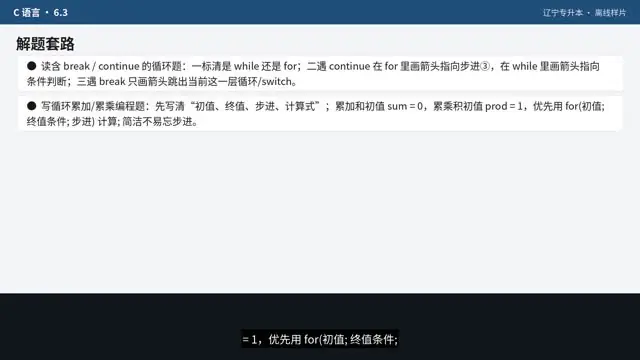 C 语言 · 6.3
辽宁专升本 · 离线样片
解题套路
● 读含 break / continue 的循环题：一标清是 while 还是 for；二遇 continue 在 for 里画箭头指向步进③，在 while 里画箭头指向
条件判断；三遇 break 只画箭头跳出当前这一层循环/switch。
● 写循环累加/累乘编程题：先写清“初值、终值、步进、计算式”；累加和初值 sum = 0，累乘积初值 prod = 1，优先用 for(初值;
终值条件; 步进) 计算; 简洁不易忘步进。
= 1，优先用 for(初值; 终值条件;